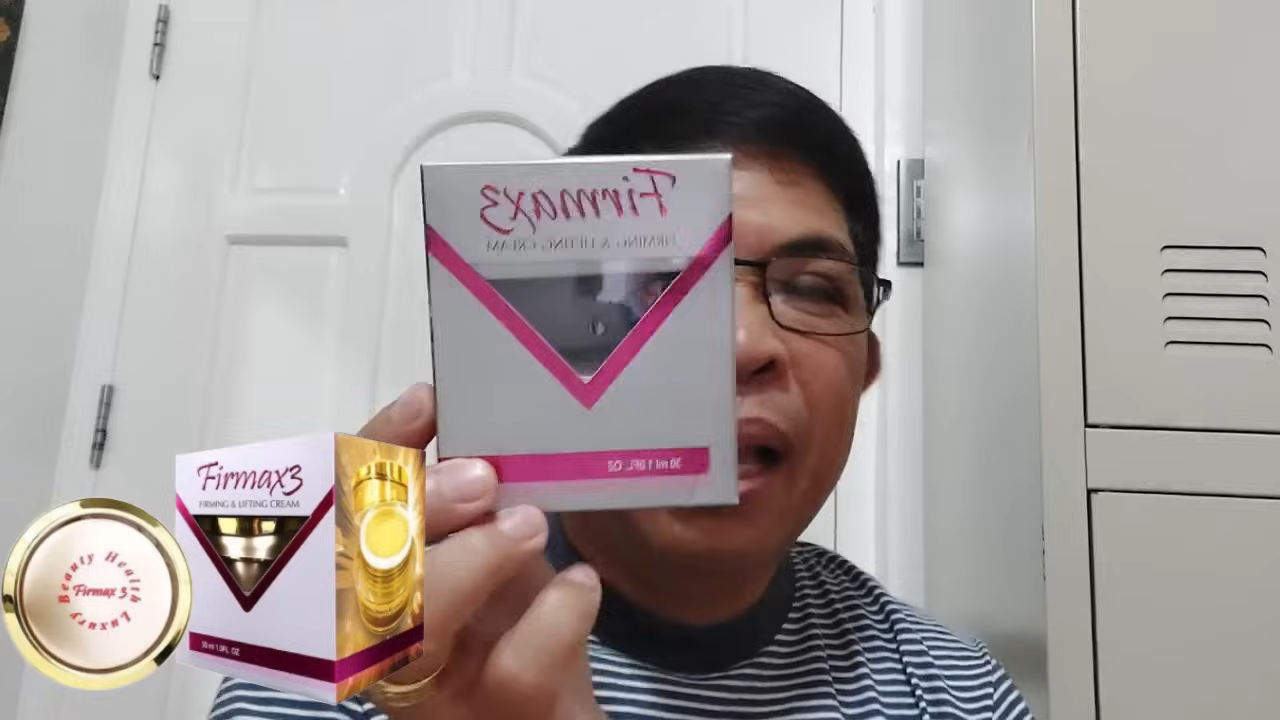 Firmax3
FIRMING & LIFTING CREAM
30 ml 1.0FL. OZ
Firmax3
FIRMING & LIFTING CREAM
30 ml 1.0FL. OZ
Beauty Health Luxury
Firmax 3